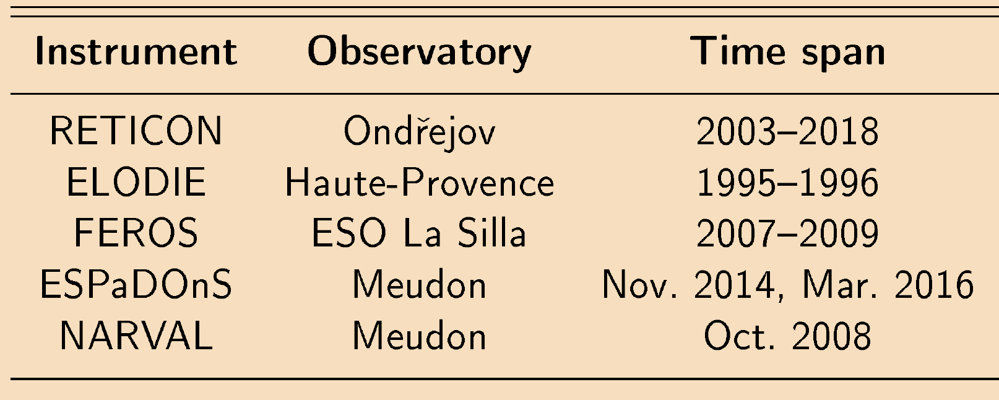 Instrument Observatory Time span
RETICON Ondřejov 2003–2018
ELODIE Haute-Provence 1995–1996
FEROS ESO La Silla 2007–2009
ESPaDOnS Meudon Nov. 2014, Mar. 2016
NARVAL Meudon Oct. 2008